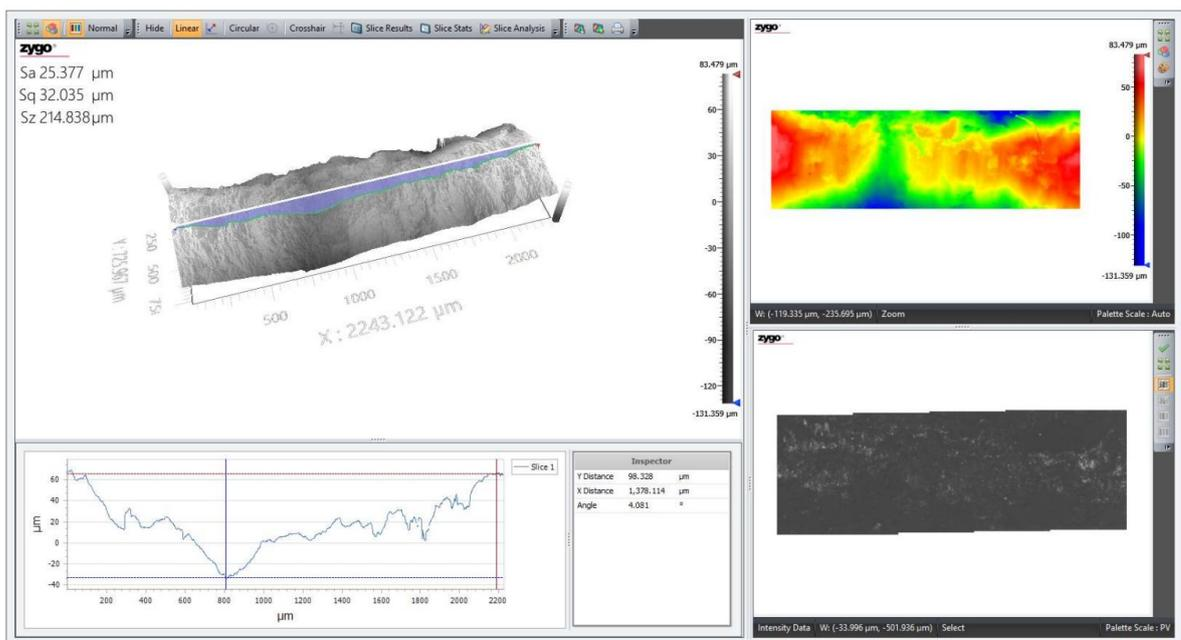 Normal Hide Linear Circular Crosshair Slice Results Slice Stats Slice Analysis
zygo
Sa 25.377 µm
Sq 32.035 µm
Sz 214.838 µm
83.479 µm
60
30
0
-30
-60
-90
-120
-131.359 µm
250
500
500
1000
1500
2000
X : 2243.122 µm
zygo
83.479 µm
50
0
-50
-100
-131.359 µm
W: (-119.335 µm, -235.695 µm) Zoom Palette Scale : Auto
zygo
Intensity Data W: (-33.996 µm, -501.936 µm) Select Palette Scale : PV
Slice 1
µm
60
40
20
0
-20
-40
200 400 600 800 1000 1200 1400 1600 1800 2000 2200
µm
Inspector
Y Distance 98.328 µm
X Distance 1,378.114 µm
Angle 4.081 °